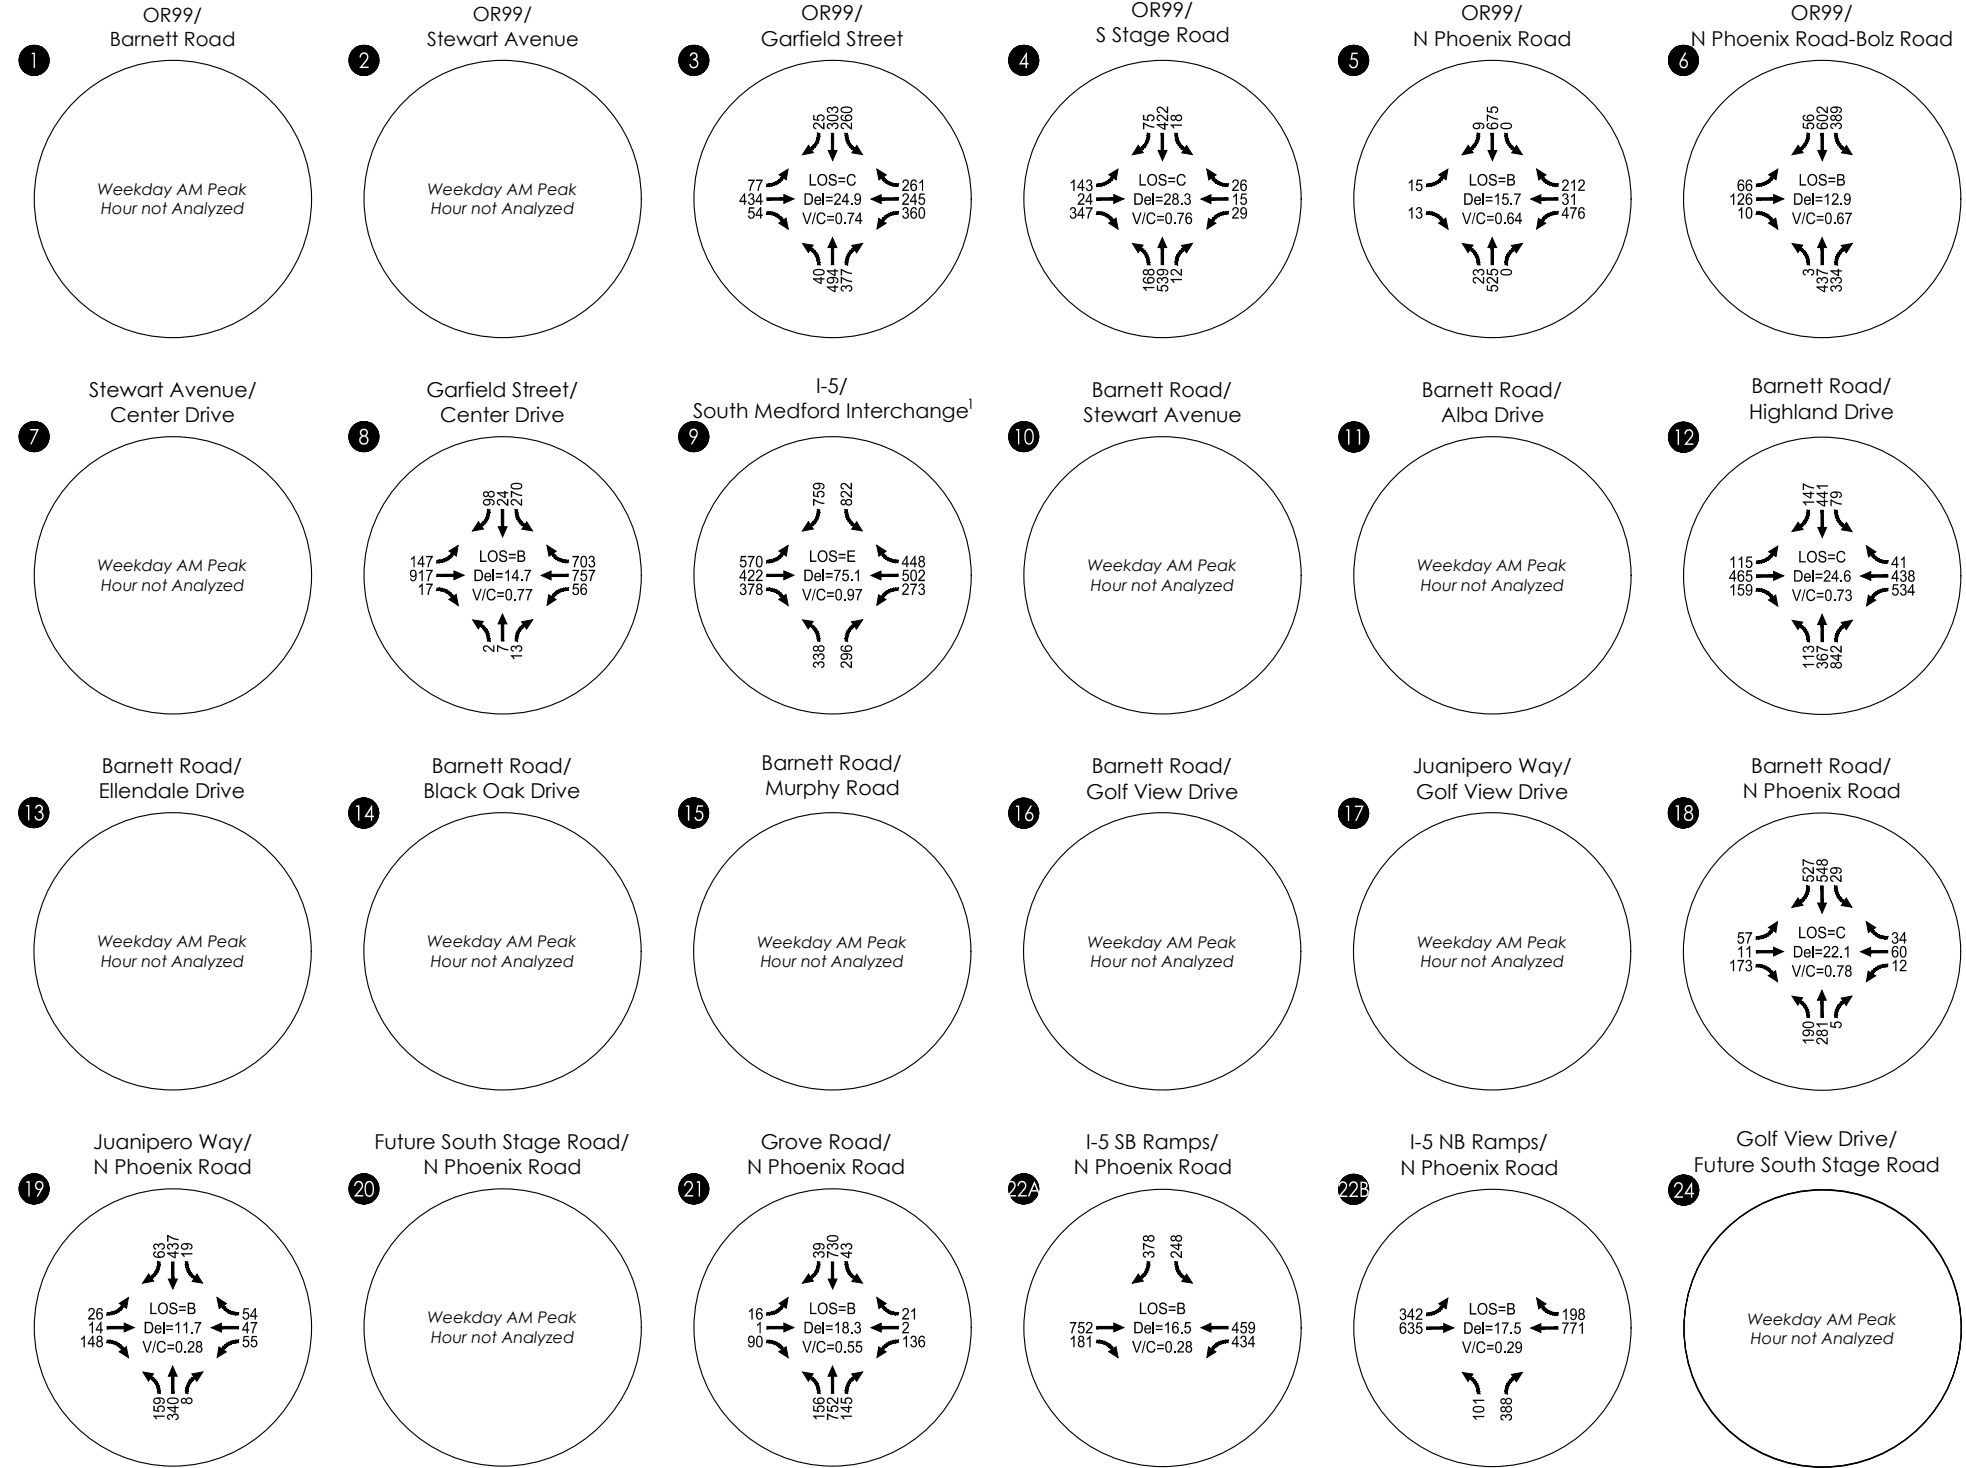 OR99/
Barnett Road
1
Weekday AM Peak
Hour not Analyzed
OR99/
Stewart Avenue
2
Weekday AM Peak
Hour not Analyzed
OR99/
Garfield Street
3
25
303
260
77
434
54
LOS=C
Del=24.9
V/C=0.74
261
245
360
40
494
377
OR99/
S Stage Road
4
75
422
18
143
24
347
LOS=C
Del=28.3
V/C=0.76
26
15
29
168
539
12
OR99/
N Phoenix Road
5
9
675
0
15
13
LOS=B
Del=15.7
V/C=0.64
212
31
476
23
525
0
OR99/
N Phoenix Road-Bolz Road
6
56
602
389
66
126
10
LOS=B
Del=12.9
V/C=0.67
3
437
334
Stewart Avenue/
Center Drive
7
Weekday AM Peak
Hour not Analyzed
Garfield Street/
Center Drive
8
98
24
270
147
917
17
LOS=B
Del=14.7
V/C=0.77
703
757
56
2
7
13
I-5/
South Medford Interchange1
9
759
822
570
422
378
LOS=E
Del=75.1
V/C=0.97
448
502
273
338
296
Barnett Road/
Stewart Avenue
10
Weekday AM Peak
Hour not Analyzed
Barnett Road/
Alba Drive
11
Weekday AM Peak
Hour not Analyzed
Barnett Road/
Highland Drive
12
147
441
79
115
465
159
LOS=C
Del=24.6
V/C=0.73
41
438
534
113
367
842
Barnett Road/
Ellendale Drive
13
Weekday AM Peak
Hour not Analyzed
Barnett Road/
Black Oak Drive
14
Weekday AM Peak
Hour not Analyzed
Barnett Road/
Murphy Road
15
Weekday AM Peak
Hour not Analyzed
Barnett Road/
Golf View Drive
16
Weekday AM Peak
Hour not Analyzed
Juanipero Way/
Golf View Drive
17
Weekday AM Peak
Hour not Analyzed
Barnett Road/
N Phoenix Road
18
527
548
29
57
11
173
LOS=C
Del=22.1
V/C=0.78
34
60
12
190
281
5
Juanipero Way/
N Phoenix Road
19
63
437
19
26
14
148
LOS=B
Del=11.7
V/C=0.28
54
47
55
159
340
8
Future South Stage Road/
N Phoenix Road
20
Weekday AM Peak
Hour not Analyzed
Grove Road/
N Phoenix Road
21
39
730
43
16
1
90
LOS=B
Del=18.3
V/C=0.55
21
2
136
156
752
145
I-5 SB Ramps/
N Phoenix Road
22A
378
248
752
181
LOS=B
Del=16.5
V/C=0.28
459
434
I-5 NB Ramps/
N Phoenix Road
22B
342
635
LOS=B
Del=17.5
V/C=0.29
198
771
101
388
Golf View Drive/
Future South Stage Road
24
Weekday AM Peak
Hour not Analyzed